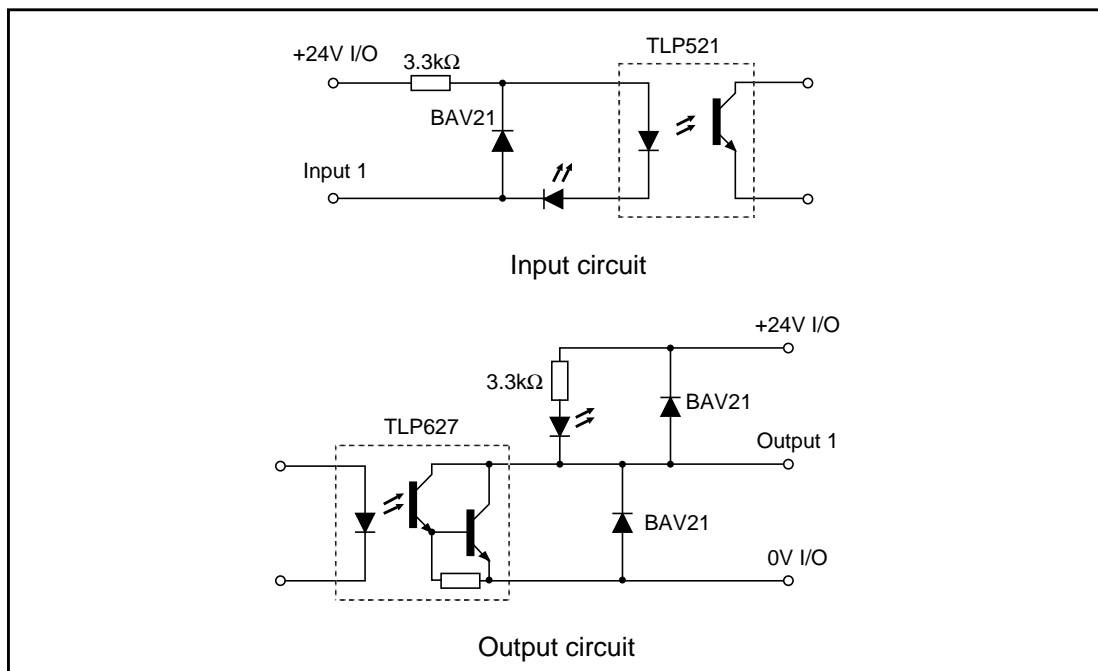 TLP521
+24V I/O
3.3kΩ
BAV21
Input 1
Input circuit
+24V I/O
3.3kΩ
BAV21
TLP627
Output 1
BAV21
0V I/O
Output circuit